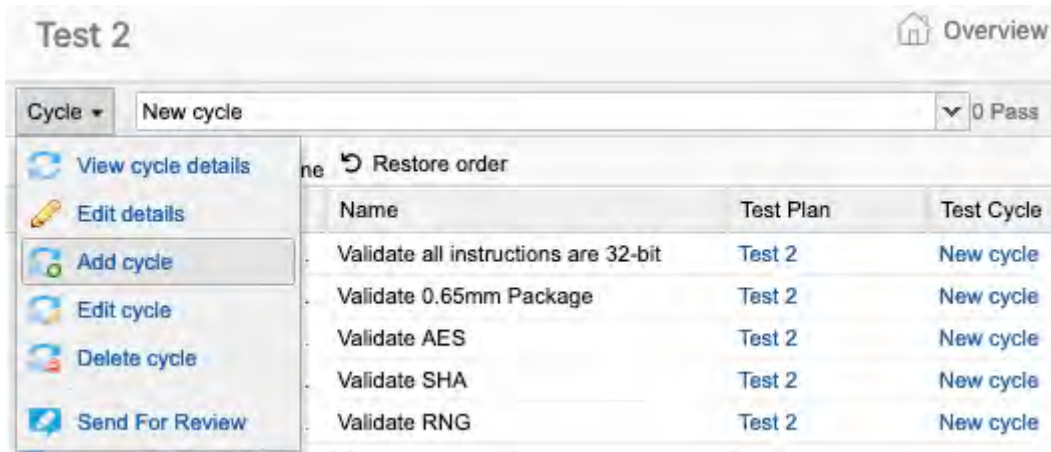 Test 2
Overview
Cycle
New cycle
0 Pass
View cycle details
ne
Restore order
Edit details
Name
Test Plan
Test Cycle
Add cycle
Validate all instructions are 32-bit
Test 2
New cycle
Edit cycle
Validate 0.65mm Package
Test 2
New cycle
Delete cycle
Validate AES
Test 2
New cycle
Validate SHA
Test 2
New cycle
Send For Review
Validate RNG
Test 2
New cycle